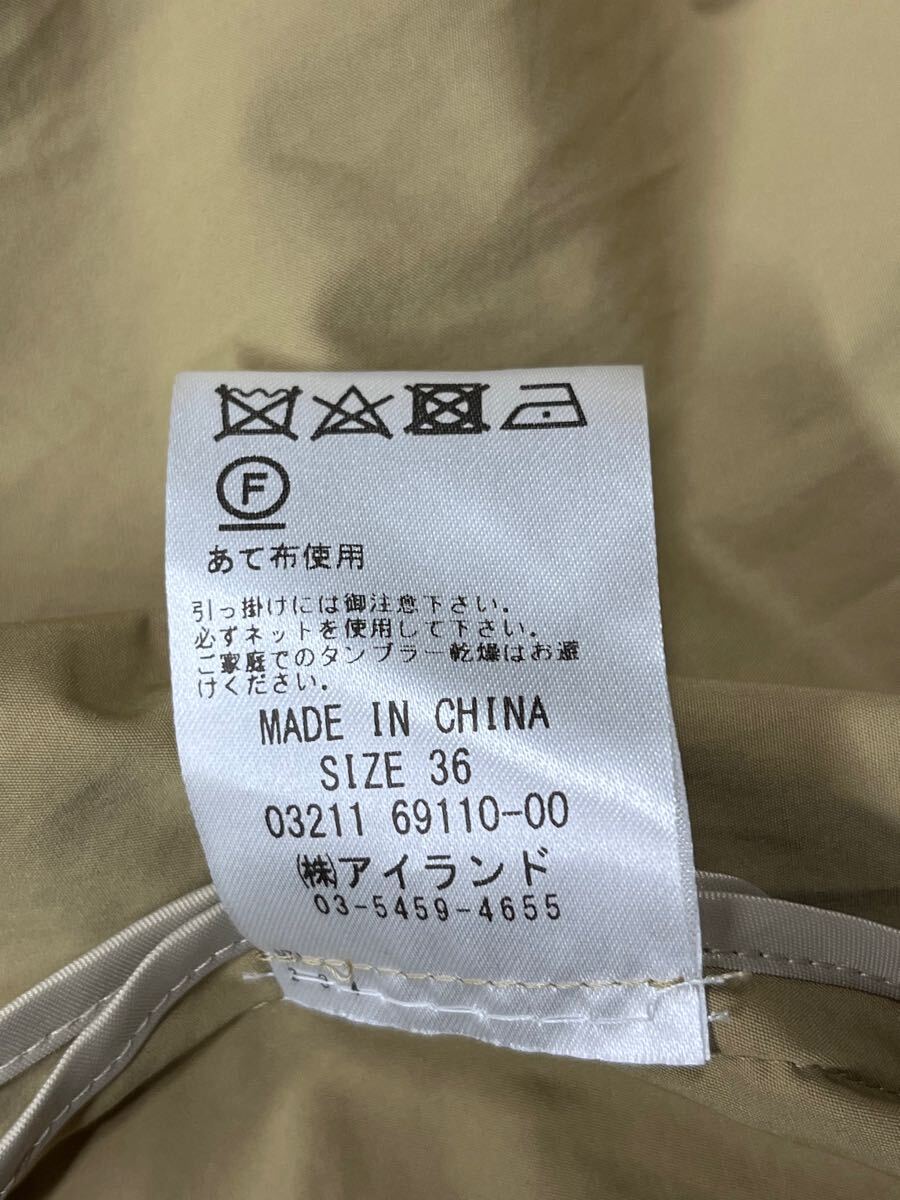 F
あて布使用
引っ掛けには御注意下さい。
必ずネットを使用して下さい。
ご家庭でのタンブラー乾燥はお避
けください。
MADE IN CHINA
SIZE 36
03211 69110-00
㈱アイランド
03-5459-4655